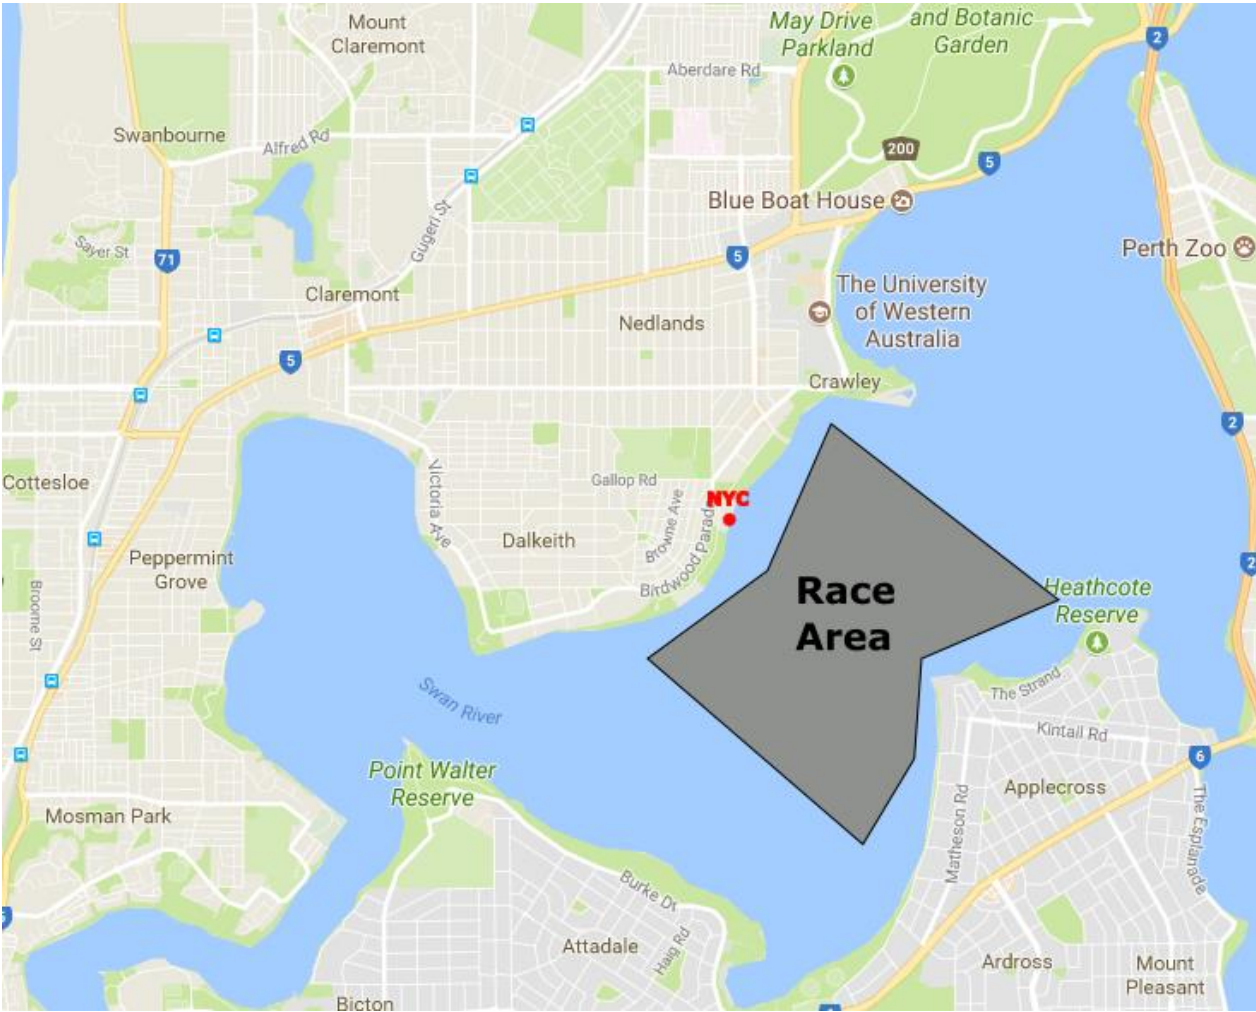 Mount
Claremont
May Drive
Parkland
and Botanic
Garden
2
Aberdare Rd
Swanbourne
Alfred Rd
200
5
Blue Boat House
Gugeri St
Sayer St
71
5
Perth Zoo
Claremont
The University
of Western
Australia
Nedlands
5
Crawley
2
Cottesloe
Victoria Ave
Gallop Rd
NYC
Browne Ave
Birdwood Parad
Dalkeith
Peppermint
Grove
2
Broome St
Race
Area
Heathcote
Reserve
Swan River
The Strand
Kintail Rd
6
Point Walter
Reserve
Applecross
Mosman Park
Matheson Rd
The Esplanade
Burke Dr
5
Attadale
Haig Rd
Ardross
Mount
Pleasant
Bicton